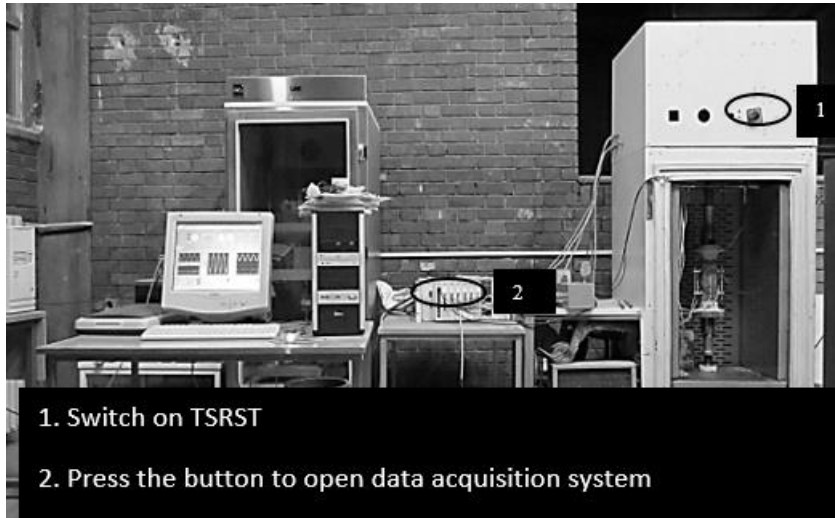 1
2
1. Switch on TSRST
2. Press the button to open data acquisition system